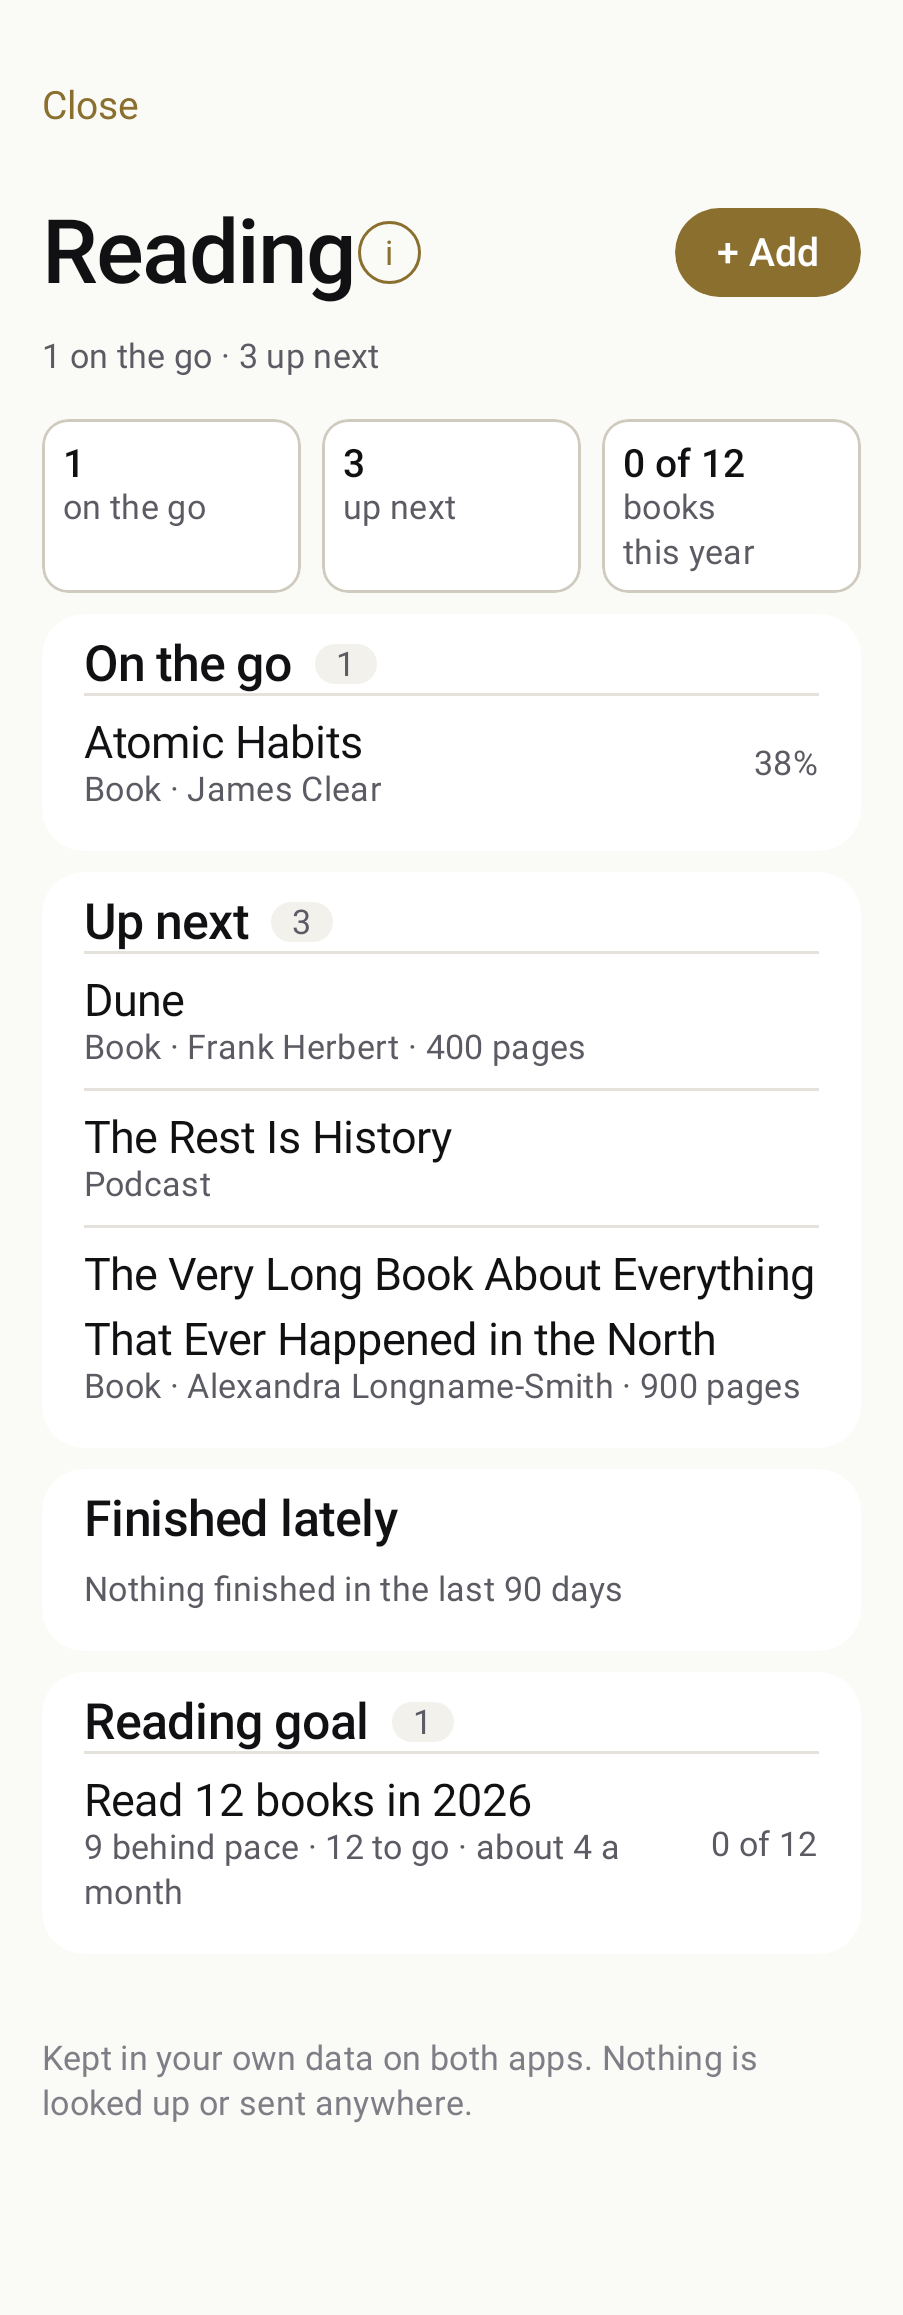 Close
Reading i
+ Add
1 on the go · 3 up next
1
on the go
3
up next
0 of 12
books
this year
On the go 1
Atomic Habits
Book · James Clear
38%
Up next 3
Dune
Book · Frank Herbert · 400 pages
The Rest Is History
Podcast
The Very Long Book About Everything
That Ever Happened in the North
Book · Alexandra Longname-Smith · 900 pages
Finished lately
Nothing finished in the last 90 days
Reading goal 1
Read 12 books in 2026
9 behind pace · 12 to go · about 4 a
month
0 of 12
Kept in your own data on both apps. Nothing is
looked up or sent anywhere.